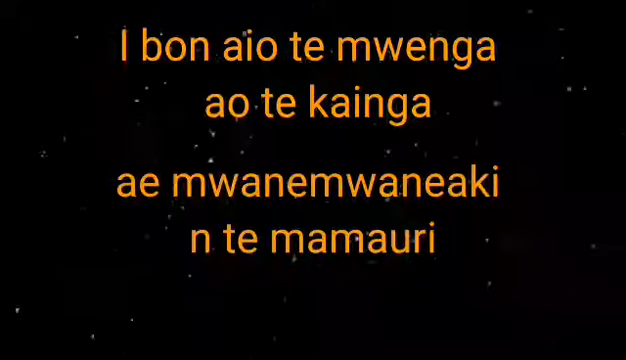 I bon aio te mwenga
ao te kainga
ae mwanemwaneaki
n te mamauri